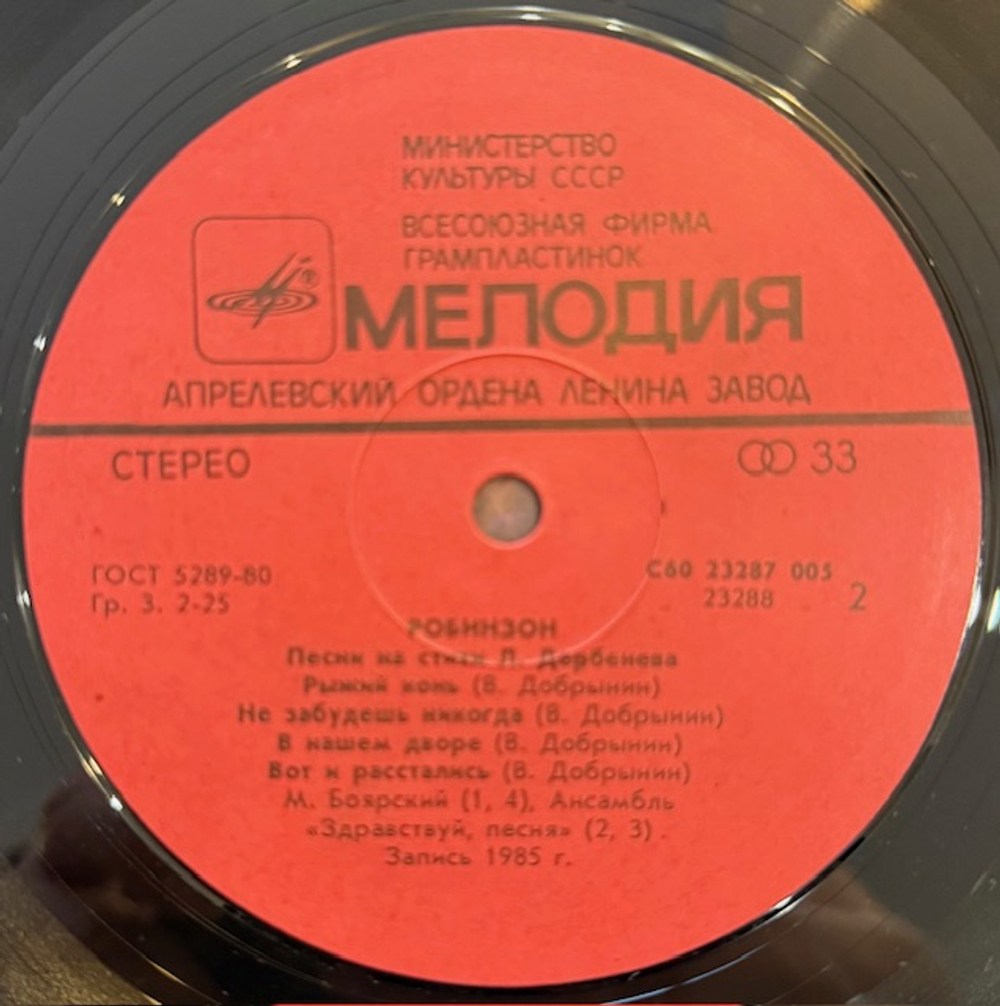 МИНИСТЕРСТВО
КУЛЬТУРЫ СССР
ВСЕСОЮЗНАЯ ФИРМА
ГРАМПЛАСТИНОК
®
МЕЛОДИЯ
АПРЕЛЕВСКИЙ ОРДЕНА ЛЕНИНА ЗАВОД
СТЕРЕО
33
ГОСТ 5289-80
Гр. 3. 2-25
С60 23287 005
23288
2
РОБИНЗОН
Песни на стихи Л. Дербенева
Рыжий конь (В. Добрынин)
Не забудешь никогда (В. Добрынин)
В нашем дворе (В. Добрынин)
Вот и расстались (В. Добрынин)
М. Боярский (1, 4), Ансамбль
«Здравствуй, песня» (2, 3).
Запись 1985 г.